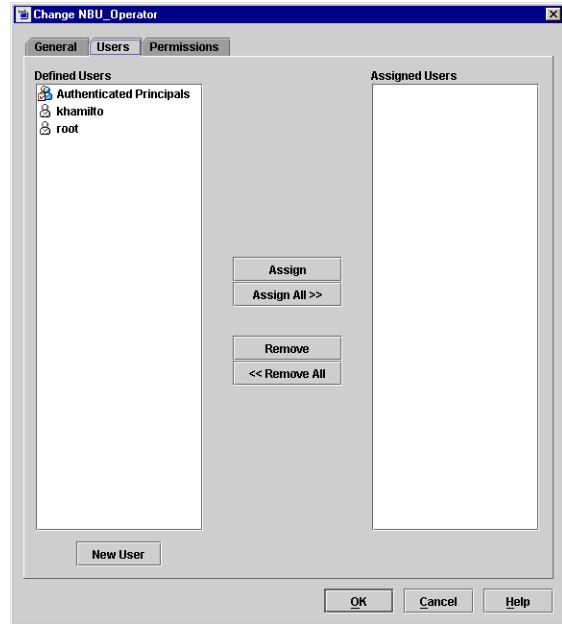 Change NBU_Operator
General Users Permissions
Defined Users Assigned Users
Authenticated Principals
khamilto
root
Assign
Assign All >>
Remove
<< Remove All
New User
OK Cancel Help